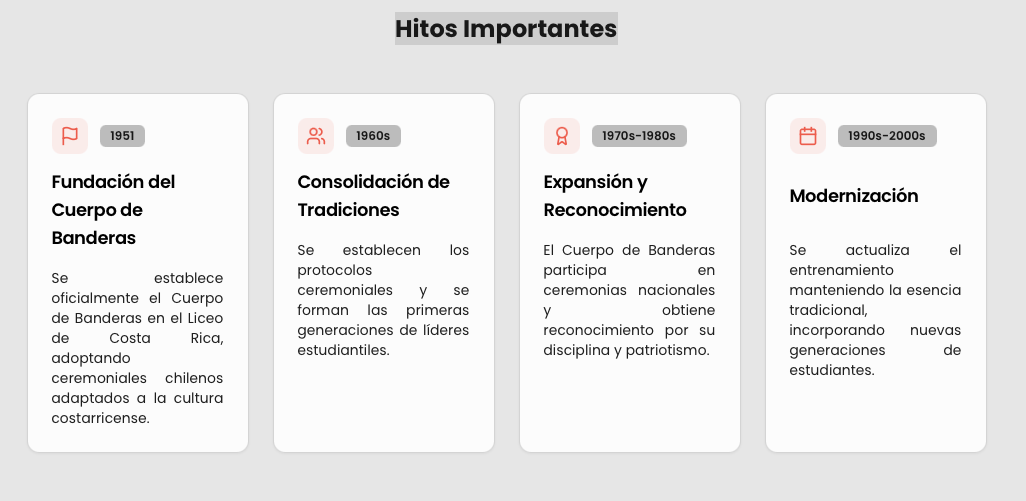 Hitos Importantes
1951
Fundación del
Cuerpo de
Banderas
Se establece
oficialmente el Cuerpo
de Banderas en el Liceo
de Costa Rica,
adoptando
ceremoniales chilenos
adaptados a la cultura
costarricense.
1960s
Consolidación de
Tradiciones
Se establecen los
protocolos
ceremoniales y se
forman las primeras
generaciones de líderes
estudiantiles.
1970s-1980s
Expansión y
Reconocimiento
El Cuerpo de Banderas
participa en
ceremonias nacionales
y obtiene
reconocimiento por su
disciplina y patriotismo.
1990s-2000s
Modernización
Se actualiza el
entrenamiento
manteniendo la esencia
tradicional,
incorporando nuevas
generaciones de
estudiantes.